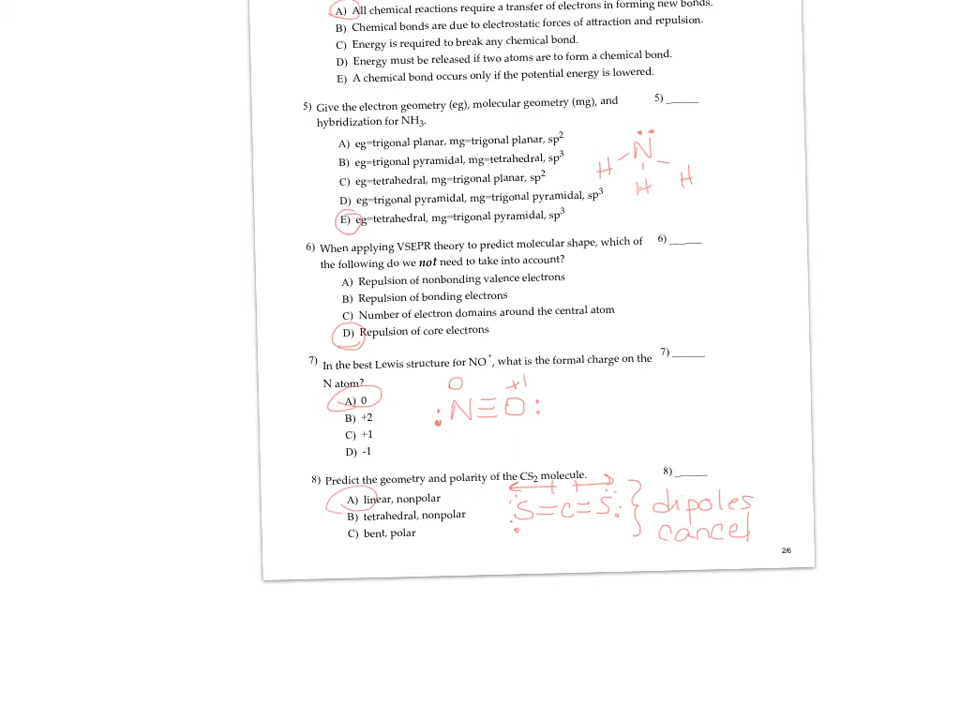 A) All chemical reactions require a transfer of electrons in forming new bonds.
B) Chemical bonds are due to electrostatic forces of attraction and repulsion.
C) Energy is required to break any chemical bond.
D) Energy must be released if two atoms are to form a chemical bond.
E) A chemical bond occurs only if the potential energy is lowered.
5) Give the electron geometry (eg), molecular geometry (mg), and 5) ____
hybridization for NH3.
A) eg=trigonal planar, mg=trigonal planar, sp2
B) eg=trigonal pyramidal, mg=tetrahedral, sp3
C) eg=tetrahedral, mg=trigonal planar, sp2
D) eg=trigonal pyramidal, mg=trigonal pyramidal, sp3
E) eg=tetrahedral, mg=trigonal pyramidal, sp3
N
H H H
6) When applying VSEPR theory to predict molecular shape, which of 6) ____
the following do we not need to take into account?
A) Repulsion of nonbonding valence electrons
B) Repulsion of bonding electrons
C) Number of electron domains around the central atom
D) Repulsion of core electrons
7) In the best Lewis structure for NO+, what is the formal charge on the 7) ____
N atom?
A) 0
B) +2
C) +1
D) -1
0 +1
:N≡O:
8) Predict the geometry and polarity of the CS2 molecule. 8) ____
A) linear, nonpolar
B) tetrahedral, nonpolar
C) bent, polar
S=C=S } dipoles
cancel
2/6